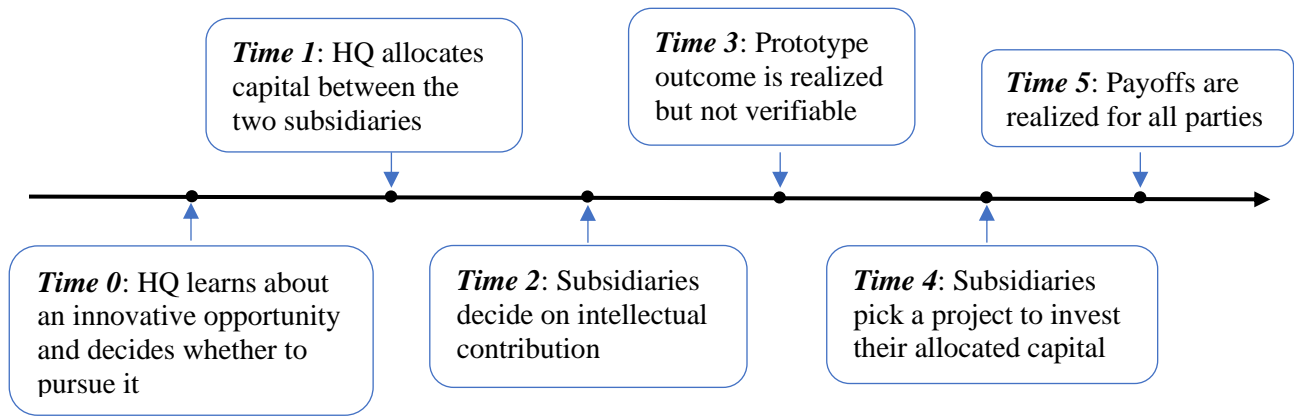 Time 1: HQ allocates
capital between the
two subsidiaries
Time 3: Prototype
outcome is realized
but not verifiable
Time 5: Payoffs are
realized for all parties
Time 0: HQ learns about
an innovative opportunity
and decides whether to
pursue it
Time 2: Subsidiaries
decide on intellectual
contribution
Time 4: Subsidiaries
pick a project to invest
their allocated capital